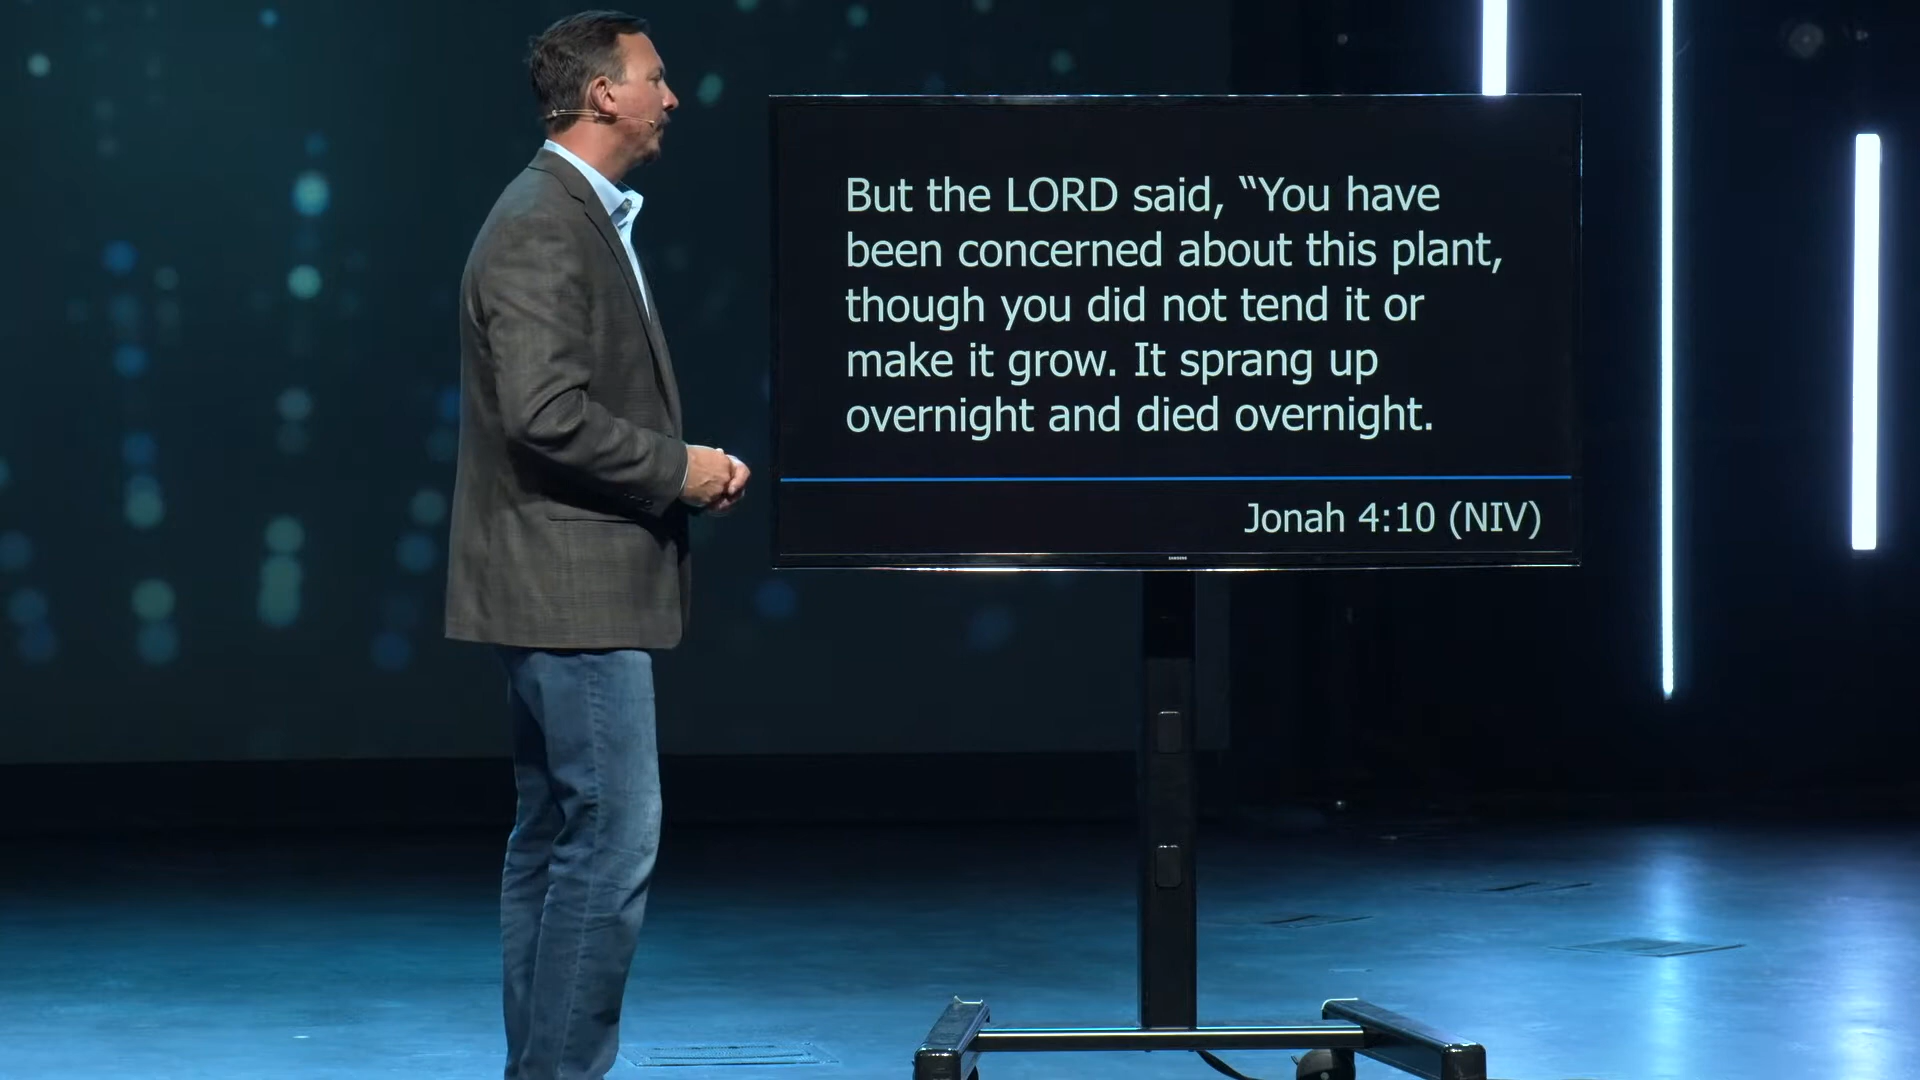 But the LORD said, “You have
been concerned about this plant,
though you did not tend it or
make it grow. It sprang up
overnight and died overnight.
Jonah 4:10 (NIV)
SAMSUNG